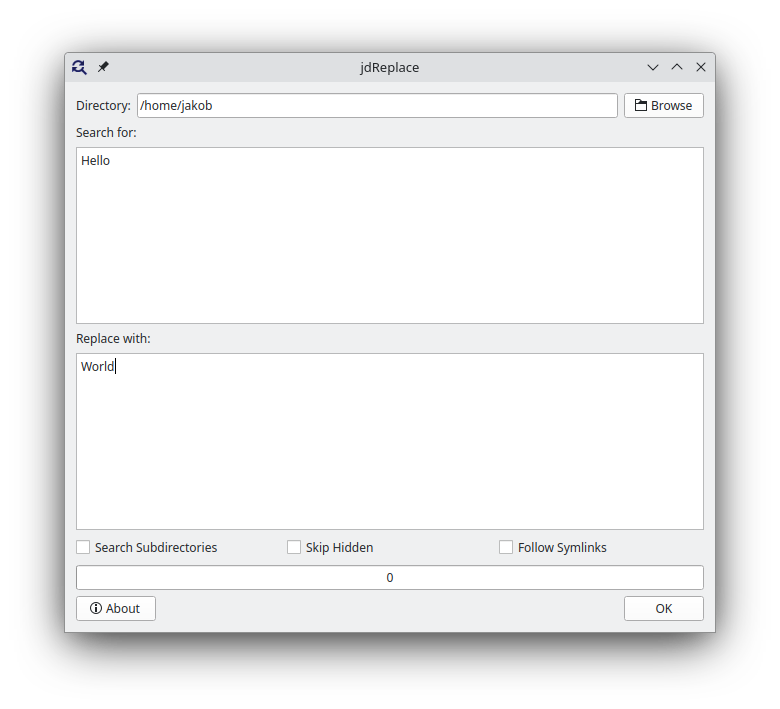 jdReplace
Directory: /home/jakob Browse
Search for:
Hello
Replace with:
World
Search Subdirectories Skip Hidden Follow Symlinks
0
About OK